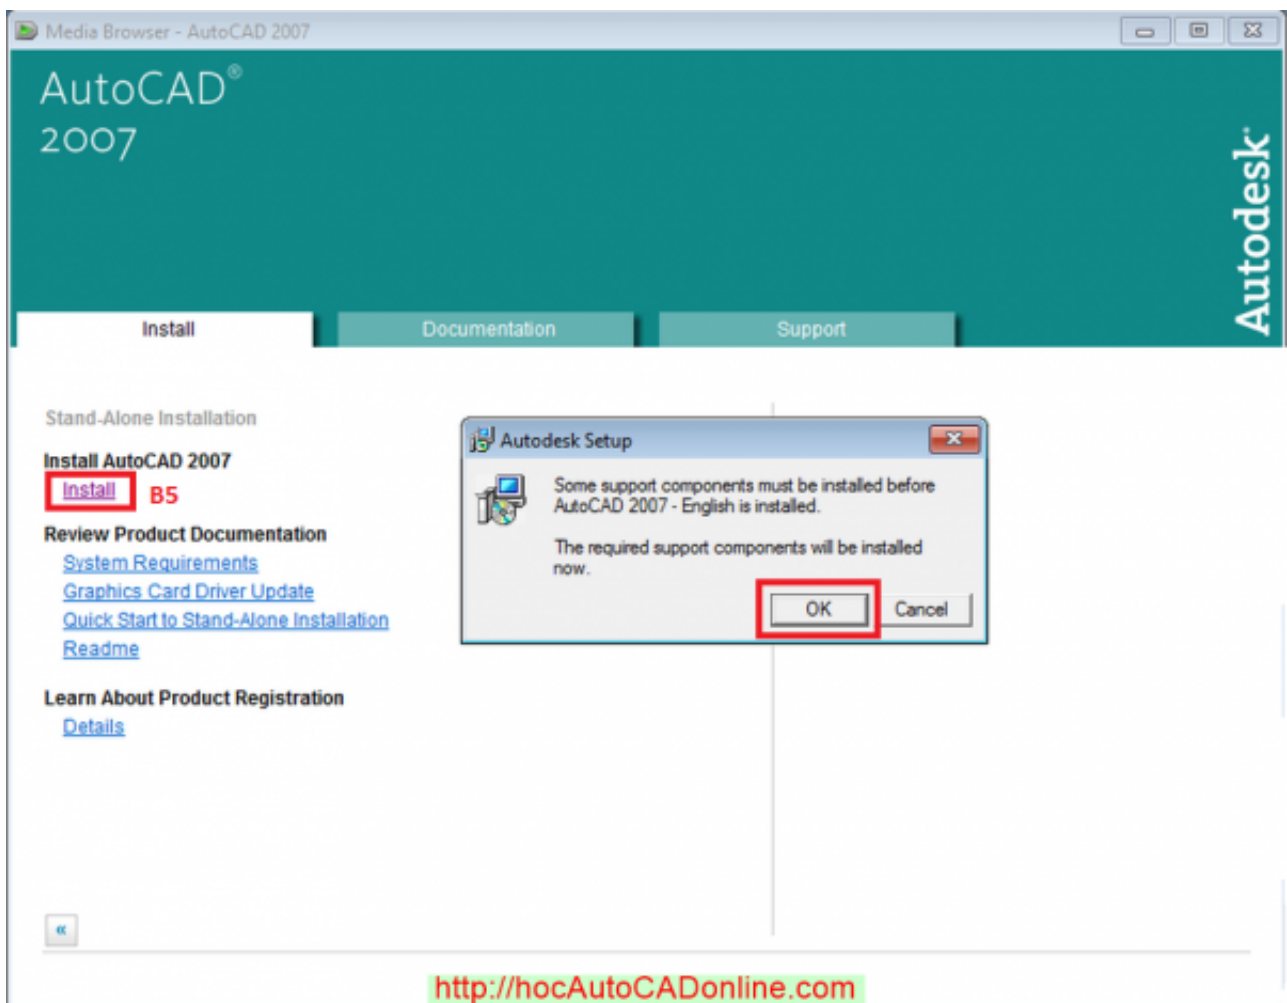 Media Browser - AutoCAD 2007
AutoCAD®
2007
Autodesk®
Install
Documentation
Support
Stand-Alone Installation
Install AutoCAD 2007
Install B5
Review Product Documentation
System Requirements
Graphics Card Driver Update
Quick Start to Stand-Alone Installation
Readme
Learn About Product Registration
Details
Autodesk Setup
Some support components must be installed before
AutoCAD 2007 - English is installed.
The required support components will be installed
now.
OK
Cancel
«
http://hocAutoCADonline.com